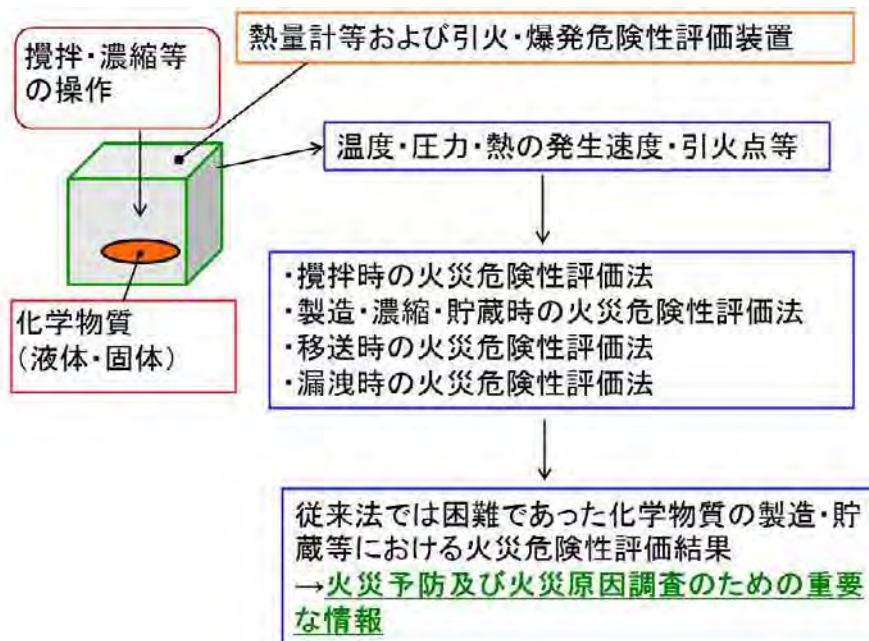 攪拌・濃縮等
の操作
熱量計等および引火・爆発危険性評価装置
温度・圧力・熱の発生速度・引火点等
化学物質
（液体・固体）
・攪拌時の火災危険性評価法
・製造・濃縮・貯蔵時の火災危険性評価法
・移送時の火災危険性評価法
・漏洩時の火災危険性評価法
従来法では困難であった化学物質の製造・貯
蔵等における火災危険性評価結果
→火災予防及び火災原因調査のための重要
な情報